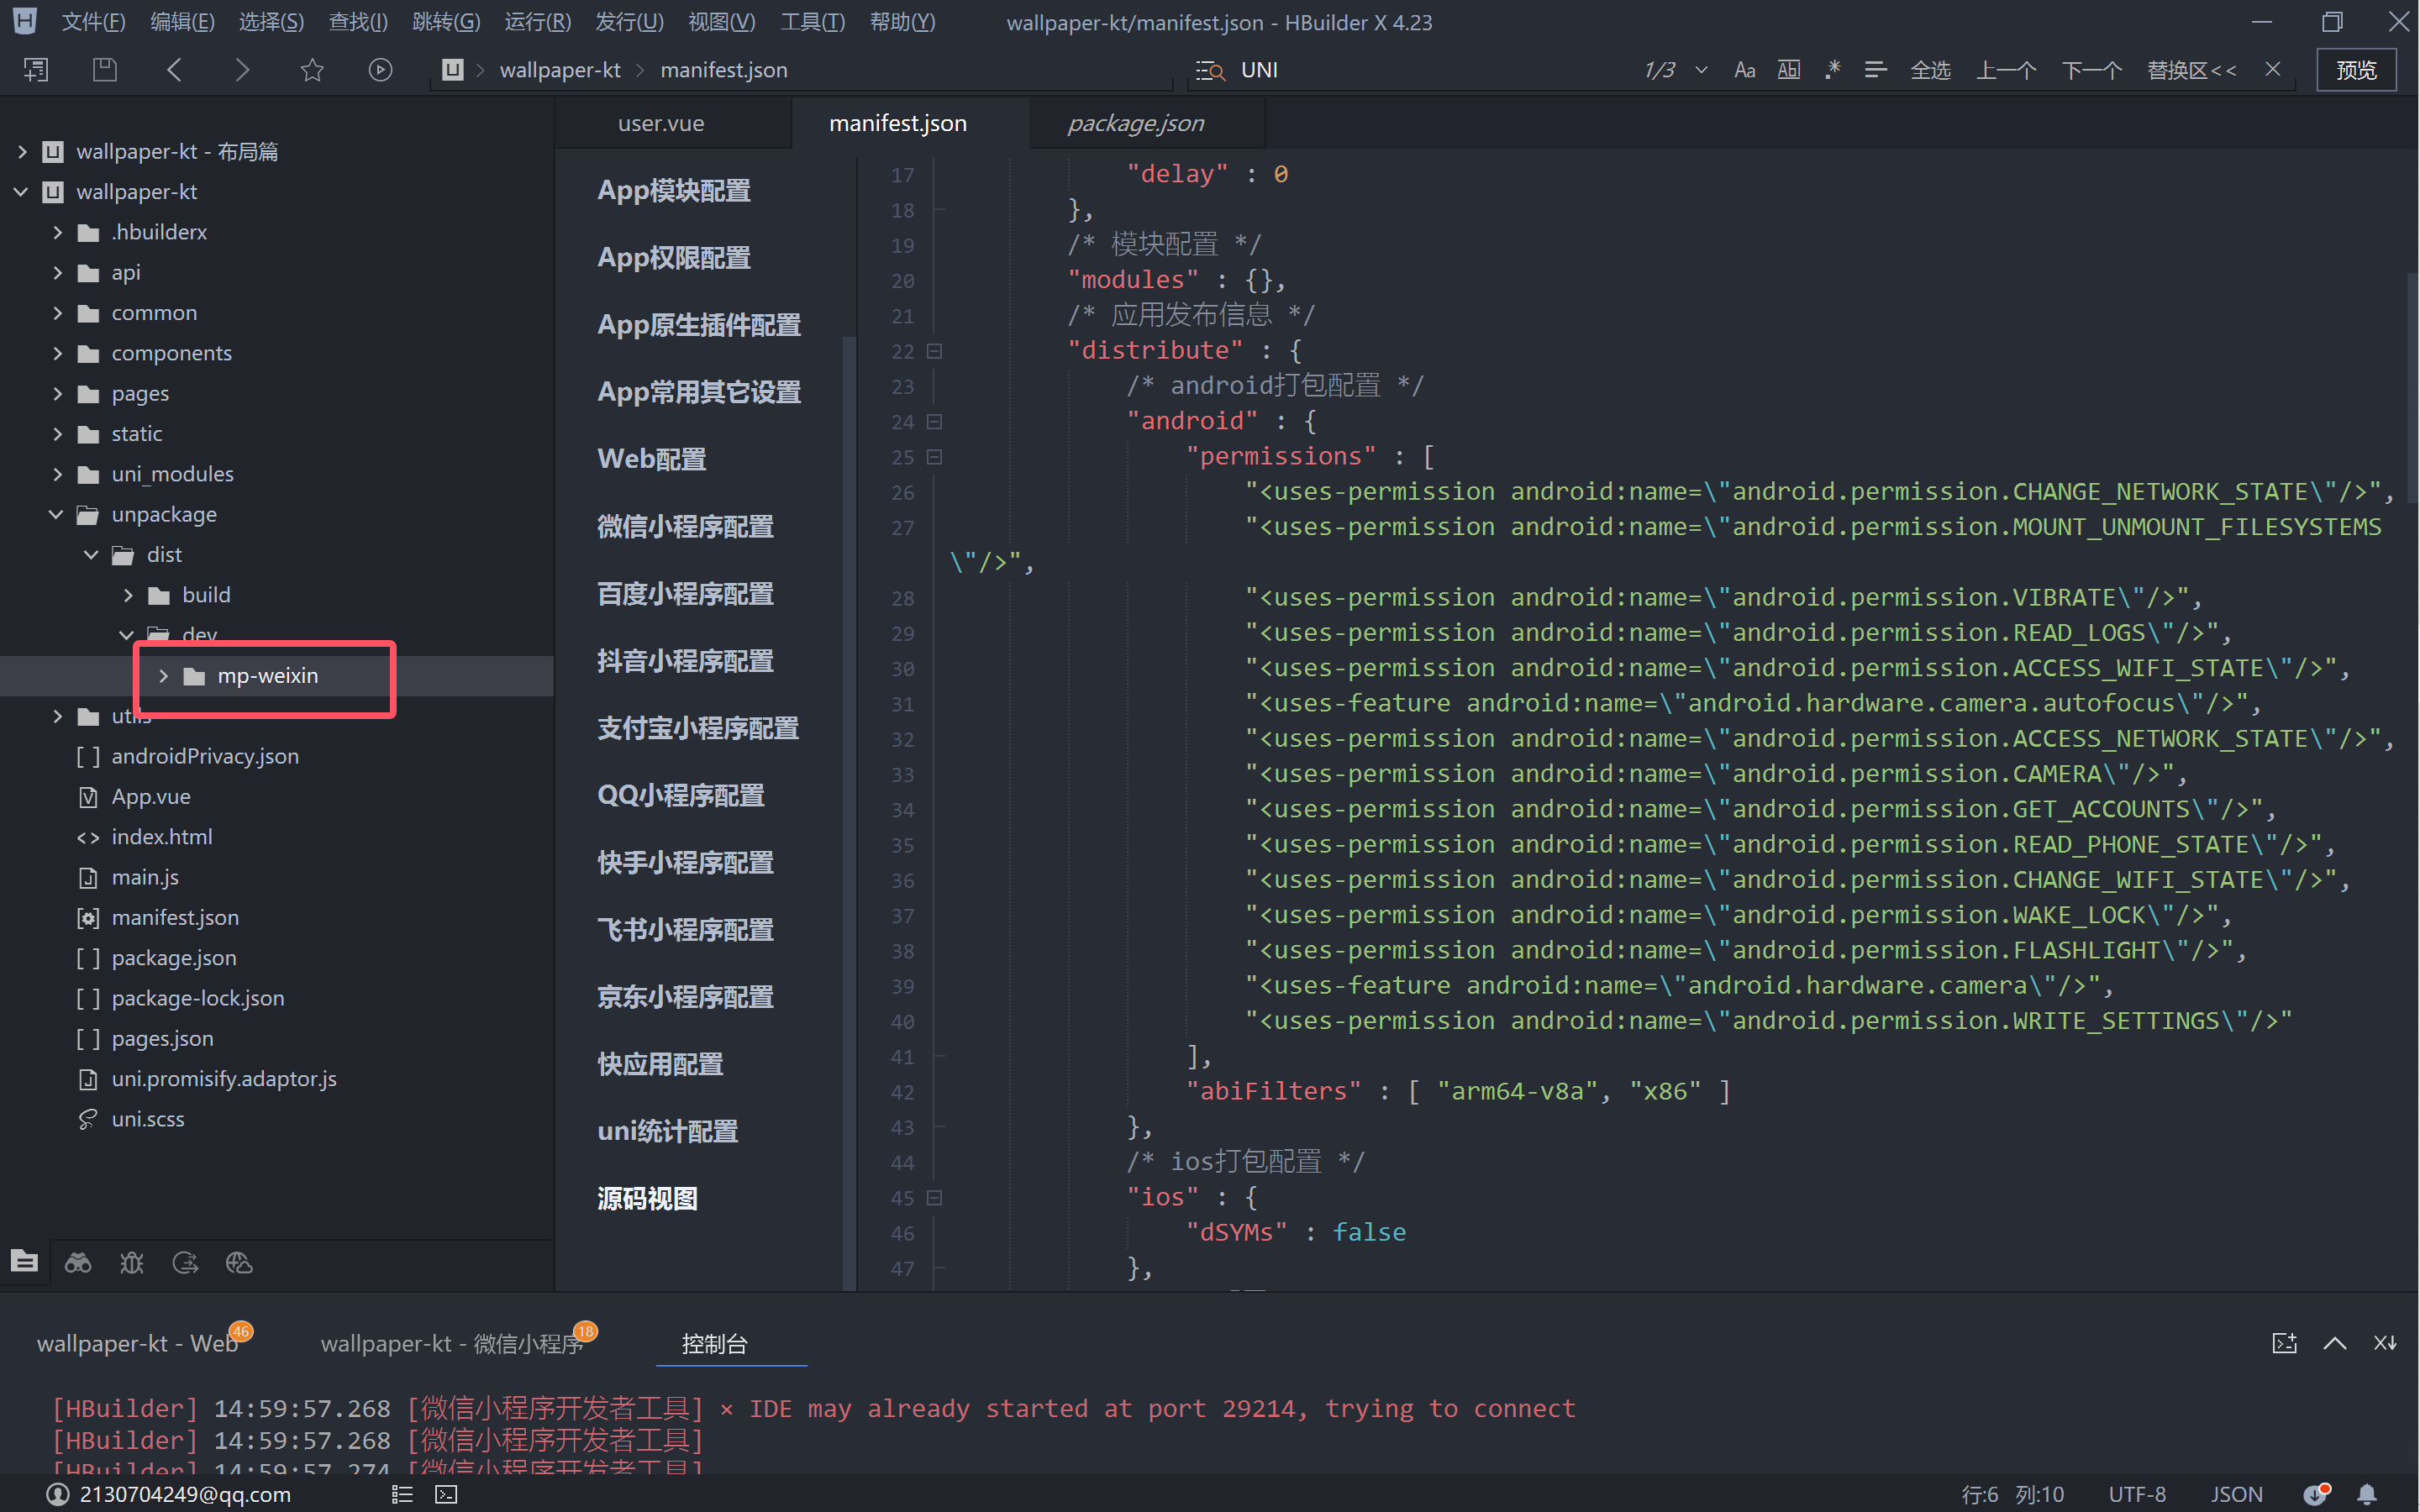 文件(F) 编辑(E) 选择(S) 查找(I) 跳转(G) 运行(R) 发行(U) 视图(V) 工具(T) 帮助(Y) wallpaper-kt/manifest.json - HBuilder X 4.23
wallpaper-kt manifest.json UNI 1/3 Aa Ab| .* 全选 上一个 下一个 替换区<< 预览
user.vue manifest.json package.json
wallpaper-kt - 布局篇
wallpaper-kt
.hbuilderx
api
common
components
pages
static
uni_modules
unpackage
dist
build
dev
mp-weixin
utils
androidPrivacy.json
App.vue
index.html
main.js
manifest.json
package.json
package-lock.json
pages.json
uni.promisify.adaptor.js
uni.scss
App模块配置
App权限配置
App原生插件配置
App常用其它设置
Web配置
微信小程序配置
百度小程序配置
抖音小程序配置
支付宝小程序配置
QQ小程序配置
快手小程序配置
飞书小程序配置
京东小程序配置
快应用配置
uni统计配置
源码视图
17 "delay" : 0
18 },
19 /* 模块配置 */
20 "modules" : {},
21 /* 应用发布信息 */
22 "distribute" : {
23 /* android打包配置 */
24 "android" : {
25 "permissions" : [
26 "<uses-permission android:name=\"android.permission.CHANGE_NETWORK_STATE\"/>",
27 "<uses-permission android:name=\"android.permission.MOUNT_UNMOUNT_FILESYSTEMS
\"/>",
28 "<uses-permission android:name=\"android.permission.VIBRATE\"/>",
29 "<uses-permission android:name=\"android.permission.READ_LOGS\"/>",
30 "<uses-permission android:name=\"android.permission.ACCESS_WIFI_STATE\"/>",
31 "<uses-feature android:name=\"android.hardware.camera.autofocus\"/>",
32 "<uses-permission android:name=\"android.permission.ACCESS_NETWORK_STATE\"/>",
33 "<uses-permission android:name=\"android.permission.CAMERA\"/>",
34 "<uses-permission android:name=\"android.permission.GET_ACCOUNTS\"/>",
35 "<uses-permission android:name=\"android.permission.READ_PHONE_STATE\"/>",
36 "<uses-permission android:name=\"android.permission.CHANGE_WIFI_STATE\"/>",
37 "<uses-permission android:name=\"android.permission.WAKE_LOCK\"/>",
38 "<uses-permission android:name=\"android.permission.FLASHLIGHT\"/>",
39 "<uses-feature android:name=\"android.hardware.camera\"/>",
40 "<uses-permission android:name=\"android.permission.WRITE_SETTINGS\"/>"
41 ],
42 "abiFilters" : [ "arm64-v8a", "x86" ]
43 },
44 /* ios打包配置 */
45 "ios" : {
46 "dSYMs" : false
47 },
wallpaper-kt - Web 46 wallpaper-kt - 微信小程序 18 控制台
[HBuilder] 14:59:57.268 [微信小程序开发者工具] × IDE may already started at port 29214, trying to connect
[HBuilder] 14:59:57.268 [微信小程序开发者工具]
[HBuilder] 14:59:57.274 [微信小程序开发者工具]
2130704249@qq.com 行:6 列:10 UTF-8 JSON